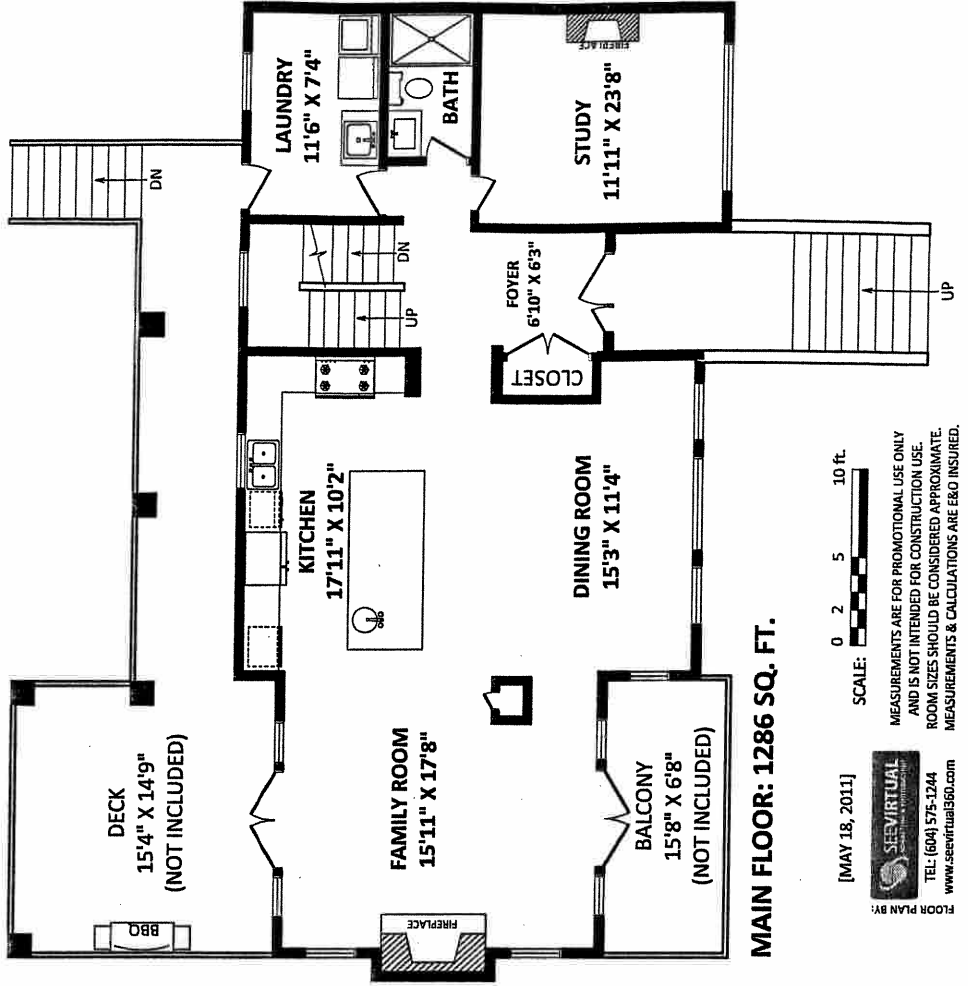 BBQ
DECK
15'4" X 14'9"
(NOT INCLUDED)
DN
LAUNDRY
11'6" X 7'4"
KITCHEN
17'11" X 10'2"
UP
DN
BATH
FIREPLACE
FAMILY ROOM
15'11" X 17'8"
FOYER
6'10" X 6'3"
CLOSET
DINING ROOM
15'3" X 11'4"
STUDY
11'11" X 23'8"
FIREPLACE
BALCONY
15'8" X 6'8"
(NOT INCLUDED)
UP
MAIN FLOOR: 1286 SQ. FT.
[MAY 18, 2011]
SCALE:
0 2 5 10 ft.
FLOOR PLAN BY:
SEEVIRTUAL
TEL: (604) 575-1244
www.seevirtual360.com
MEASUREMENTS ARE FOR PROMOTIONAL USE ONLY
AND IS NOT INTENDED FOR CONSTRUCTION USE.
ROOM SIZES SHOULD BE CONSIDERED APPROXIMATE.
MEASUREMENTS & CALCULATIONS ARE E&O INSURED.